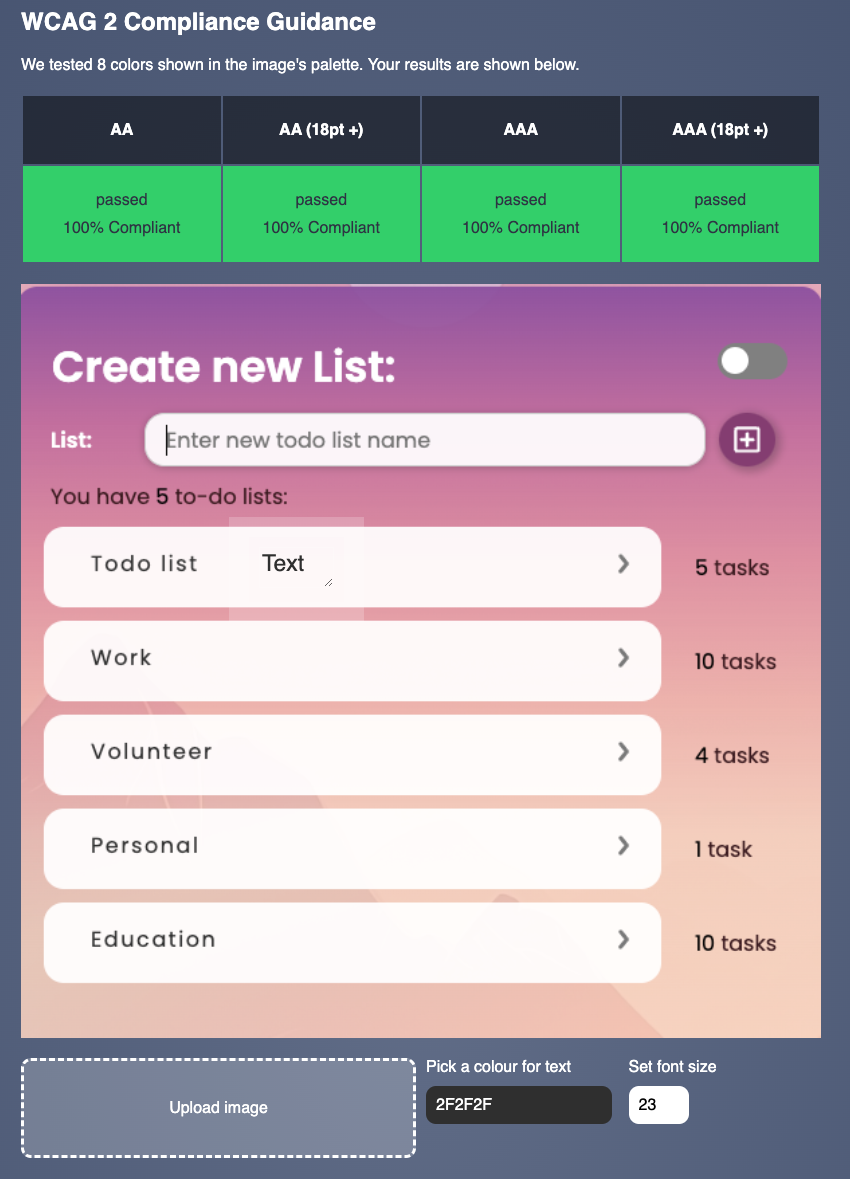 WCAG 2 Compliance Guidance
We tested 8 colors shown in the image's palette. Your results are shown below.
AA AA (18pt +) AAA AAA (18pt +)
passed passed passed passed
100% Compliant 100% Compliant 100% Compliant 100% Compliant
Create new List:
List: Enter new todo list name
You have 5 to-do lists:
Todo list Text 5 tasks
Work 10 tasks
Volunteer 4 tasks
Personal 1 task
Education 10 tasks
Pick a colour for text Set font size
Upload image 2F2F2F 23